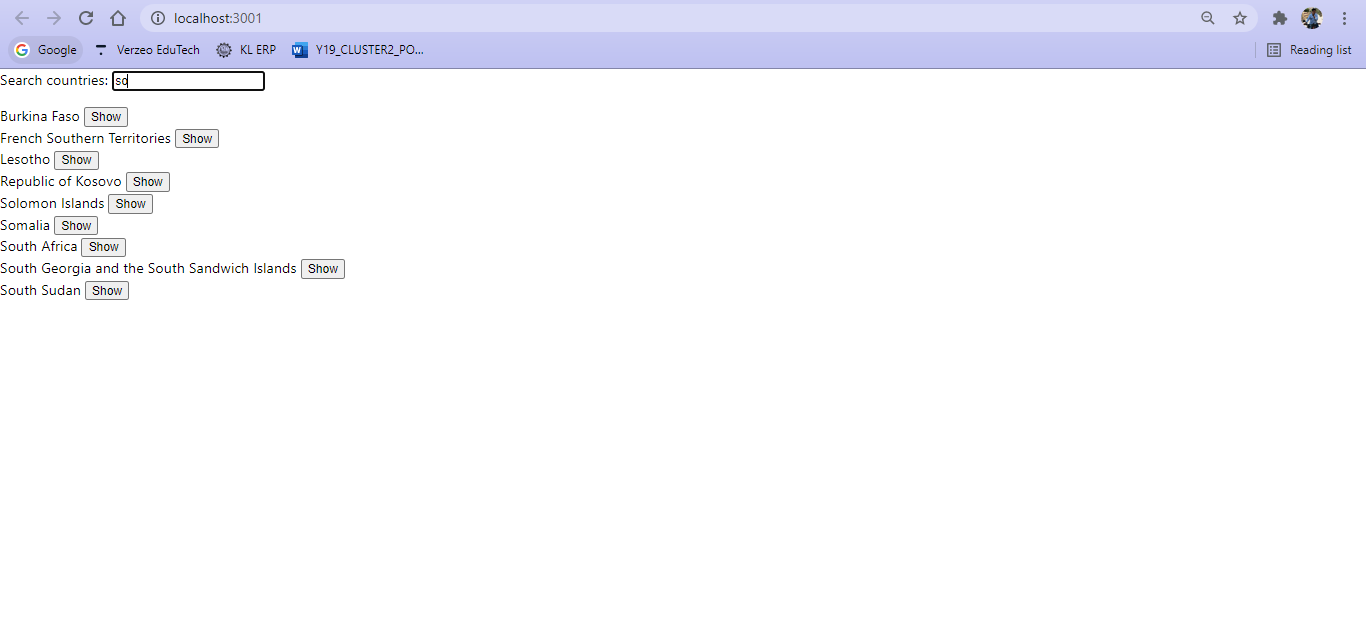 localhost:3001
Google Verzeo EduTech KL ERP Y19_CLUSTER2_PO... Reading list
Search countries: so
Burkina Faso Show
French Southern Territories Show
Lesotho Show
Republic of Kosovo Show
Solomon Islands Show
Somalia Show
South Africa Show
South Georgia and the South Sandwich Islands Show
South Sudan Show